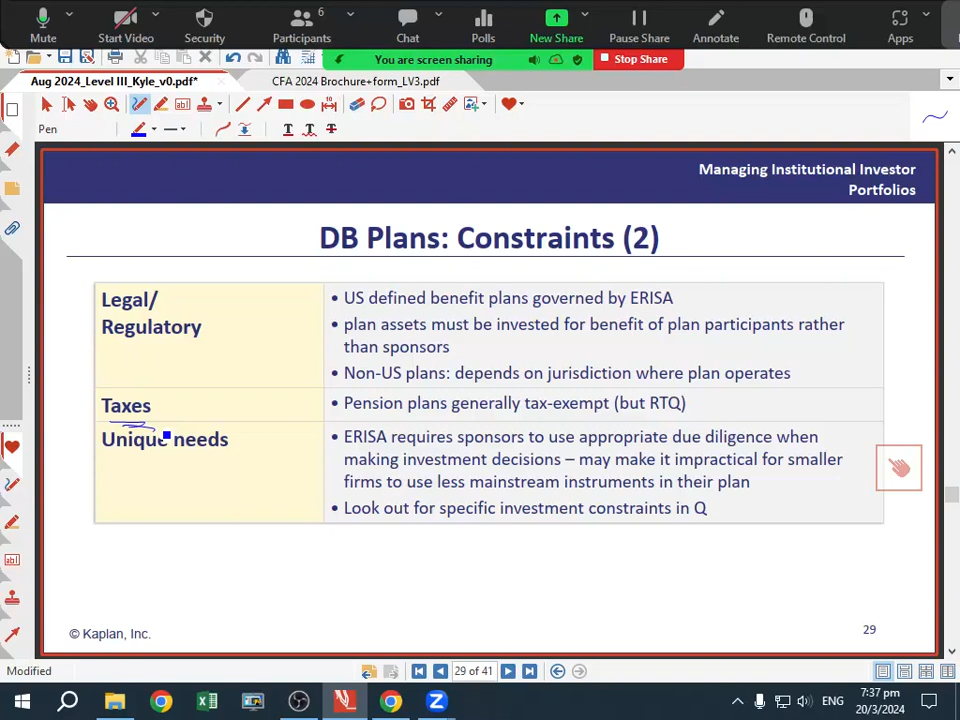 Mute
Start Video
Security
6
Participants
Chat
Polls
New Share
Pause Share
Annotate
Remote Control
Apps
You are screen sharing
Stop Share
Aug 2024_Level III_Kyle_v0.pdf*
CFA 2024 Brochure+form_LV3.pdf
Pen
Managing Institutional Investor
Portfolios
DB Plans: Constraints (2)
Legal/
Regulatory
• US defined benefit plans governed by ERISA
• plan assets must be invested for benefit of plan participants rather
than sponsors
• Non-US plans: depends on jurisdiction where plan operates
Taxes
• Pension plans generally tax-exempt (but RTQ)
Unique needs
• ERISA requires sponsors to use appropriate due diligence when
making investment decisions – may make it impractical for smaller
firms to use less mainstream instruments in their plan
• Look out for specific investment constraints in Q
© Kaplan, Inc.
29
Modified
29 of 41
ENG
7:37 pm
20/3/2024